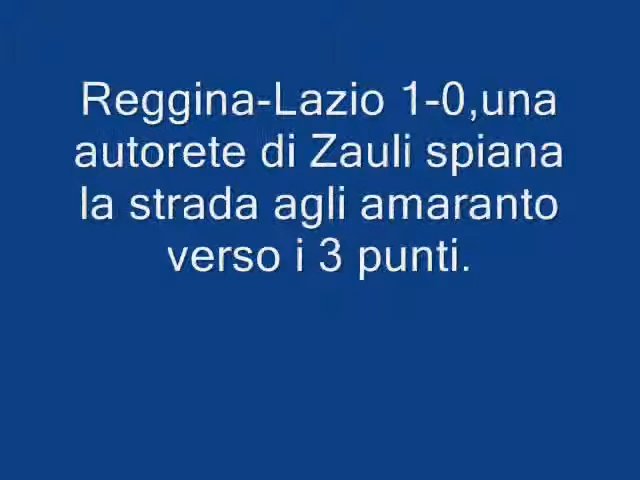 Reggina-Lazio 1-0,una
autorete di Zauli spiana
la strada agli amaranto
verso i 3 punti.